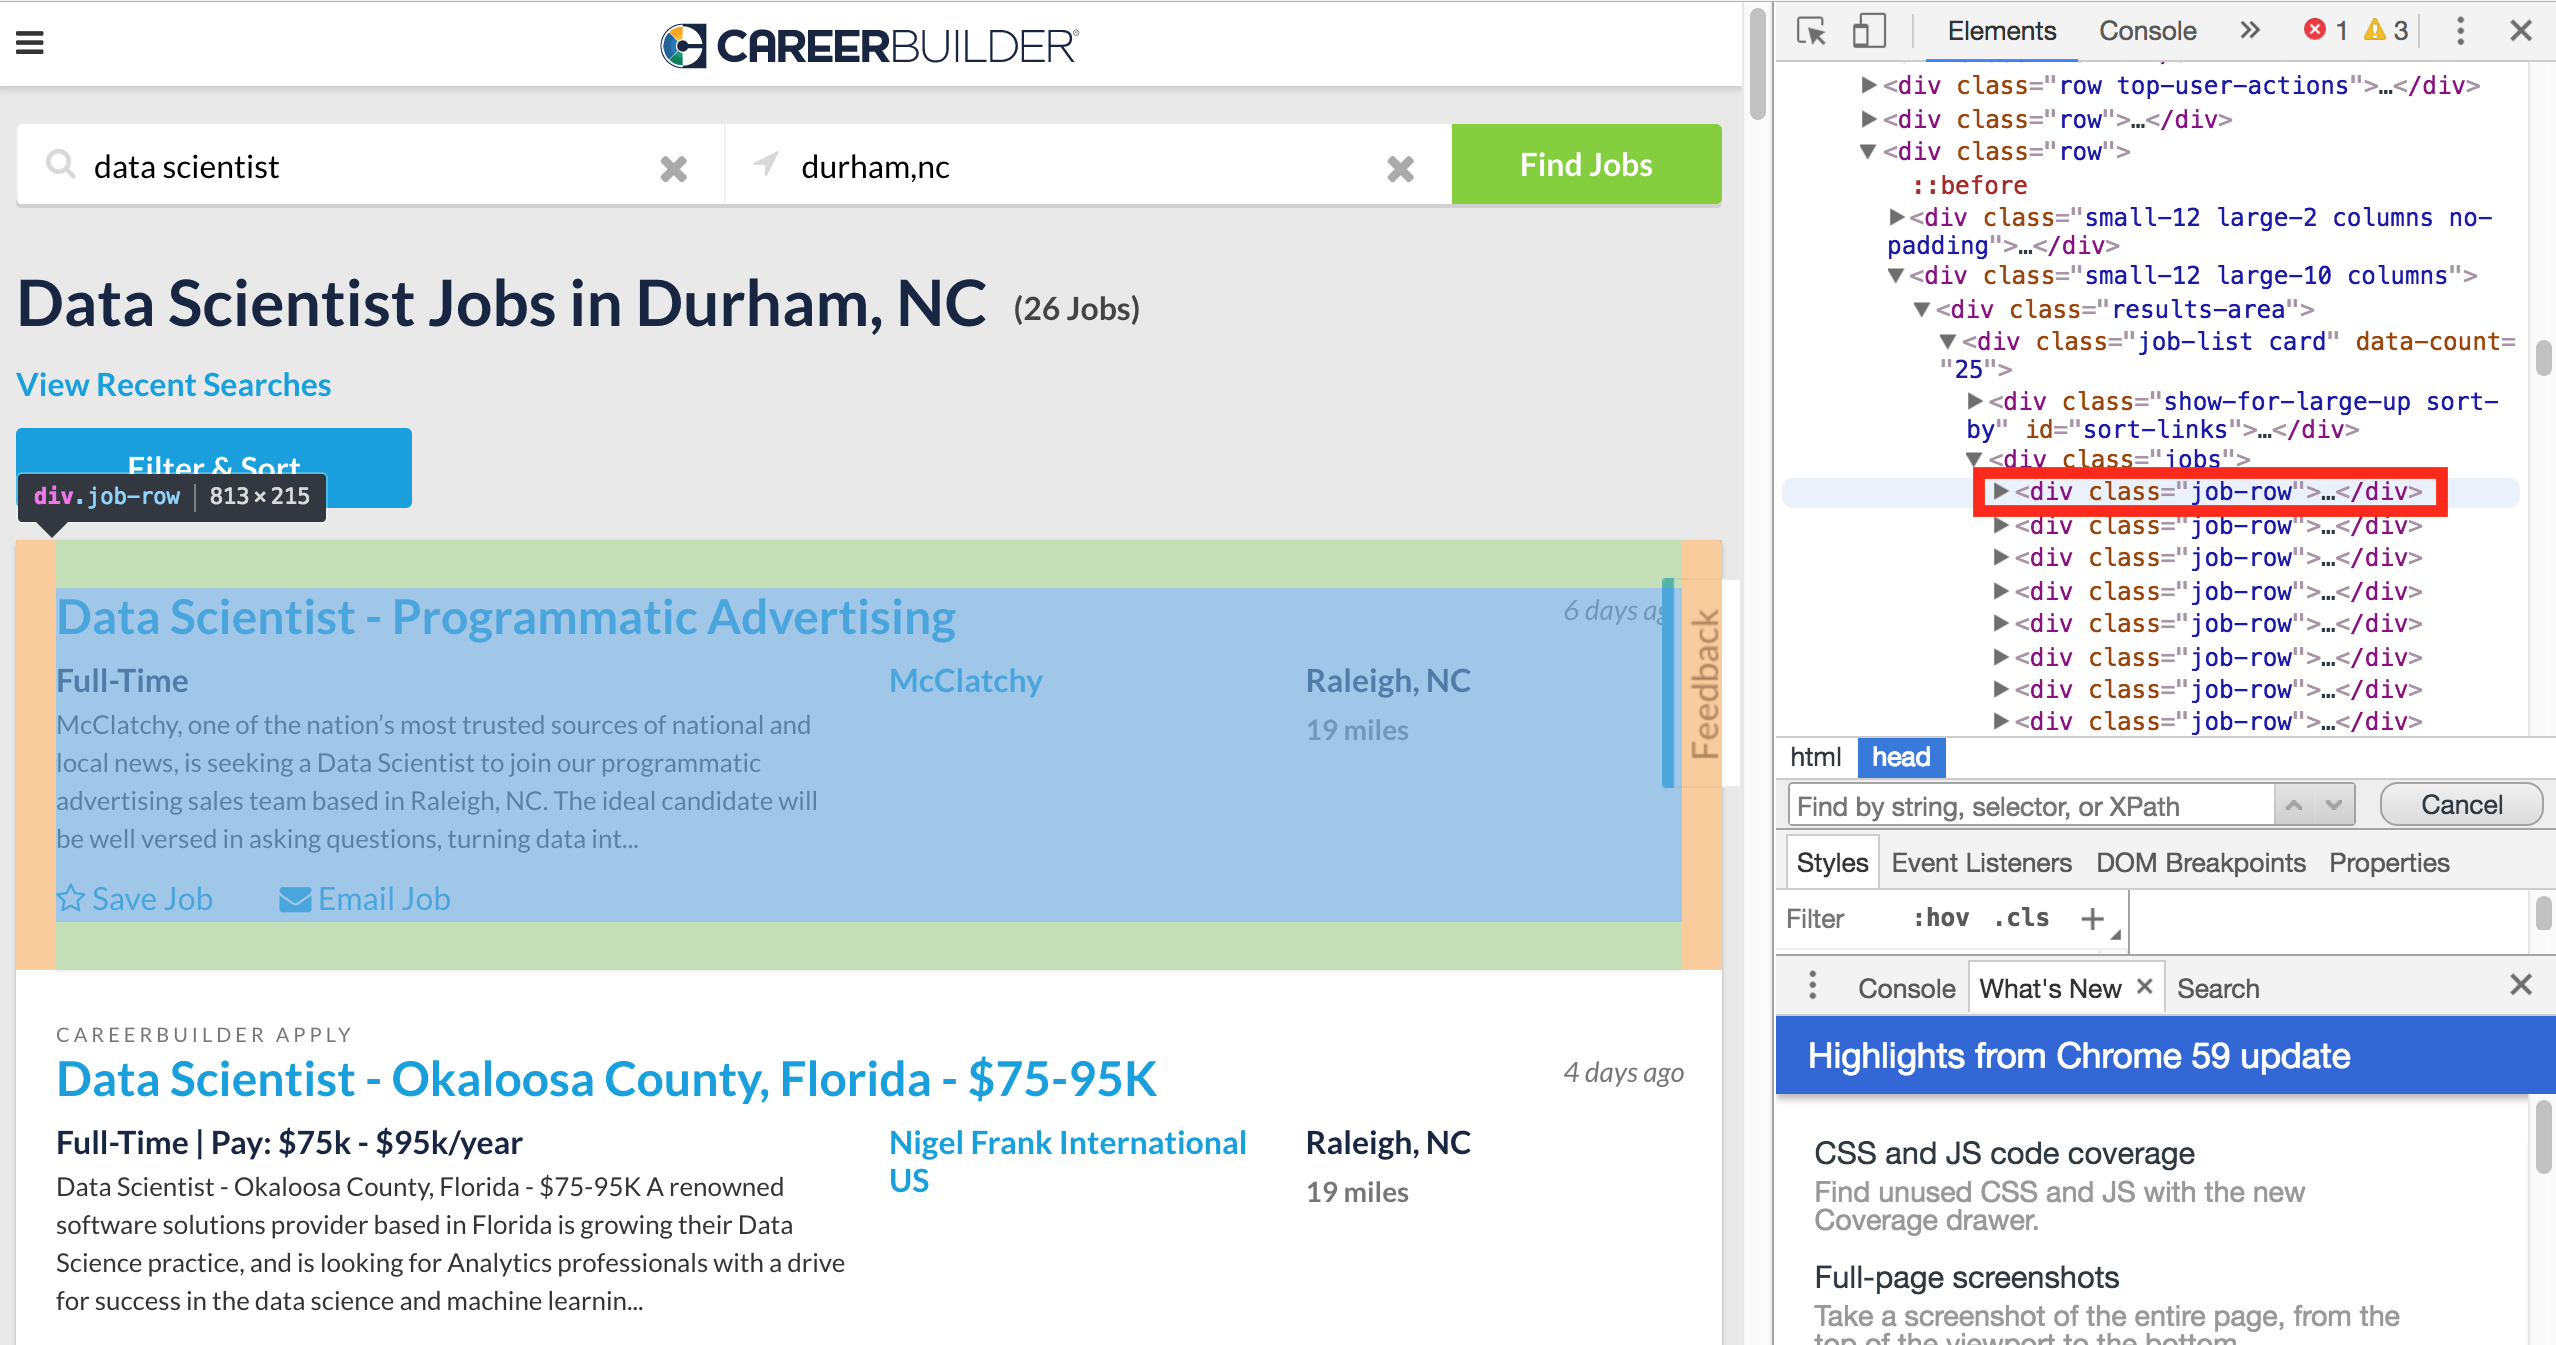 CAREERBUILDER®
data scientist
durham,nc
Find Jobs
Data Scientist Jobs in Durham, NC (26 Jobs)
View Recent Searches
Filter & Sort
div.job-row | 813×215
Data Scientist - Programmatic Advertising
6 days ag
Full-Time
McClatchy
Raleigh, NC
McClatchy, one of the nation's most trusted sources of national and
19 miles
local news, is seeking a Data Scientist to join our programmatic
advertising sales team based in Raleigh, NC. The ideal candidate will
be well versed in asking questions, turning data int...
Save Job
Email Job
Feedback
CAREERBUILDER APPLY
Data Scientist - Okaloosa County, Florida - $75-95K
4 days ago
Full-Time | Pay: $75k - $95k/year
Nigel Frank International
US
Raleigh, NC
19 miles
Data Scientist - Okaloosa County, Florida - $75-95K A renowned
software solutions provider based in Florida is growing their Data
Science practice, and is looking for Analytics professionals with a drive
for success in the data science and machine learnin...
Elements Console » 1 3
<div class="row top-user-actions">…</div>
<div class="row">…</div>
<div class="row">
::before
<div class="small-12 large-2 columns no-
padding">…</div>
<div class="small-12 large-10 columns">
<div class="results-area">
<div class="job-list card" data-count=
"25">
<div class="show-for-large-up sort-
by" id="sort-links">…</div>
<div class="jobs">
<div class="job-row">…</div>
<div class="job-row">…</div>
<div class="job-row">…</div>
<div class="job-row">…</div>
<div class="job-row">…</div>
<div class="job-row">…</div>
<div class="job-row">…</div>
<div class="job-row">…</div>
html head
Find by string, selector, or XPath
Cancel
Styles Event Listeners DOM Breakpoints Properties
Filter :hov .cls +
Console What's New × Search
Highlights from Chrome 59 update
CSS and JS code coverage
Find unused CSS and JS with the new
Coverage drawer.
Full-page screenshots
Take a screenshot of the entire page, from the
top of the viewport to the bottom